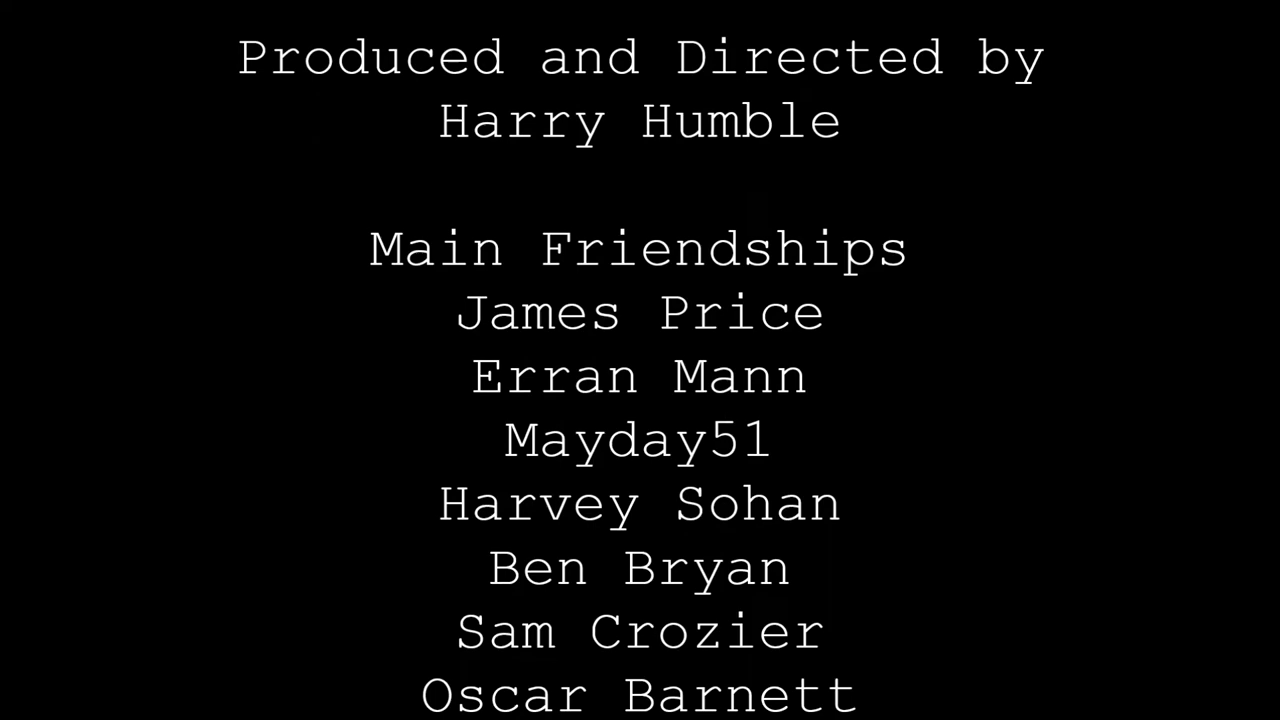 Produced and Directed by
Harry Humble
Main Friendships
James Price
Erran Mann
Mayday51
Harvey Sohan
Ben Bryan
Sam Crozier
Oscar Barnett